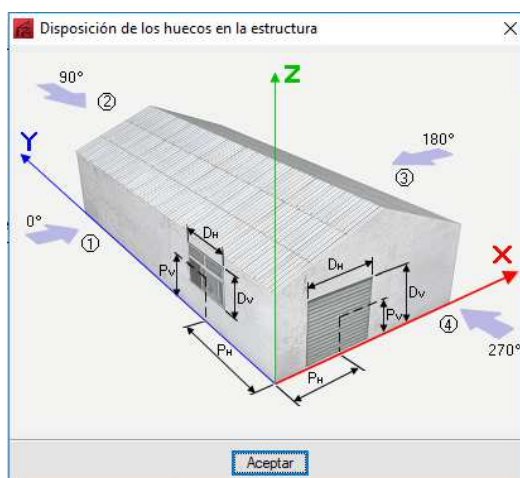 Disposición de los huecos en la estructura
90°
Z
2
180°
Y
3
0°
DH
1
X
PV
DH
DV
DV
PV
4
PH
270°
PH
Aceptar